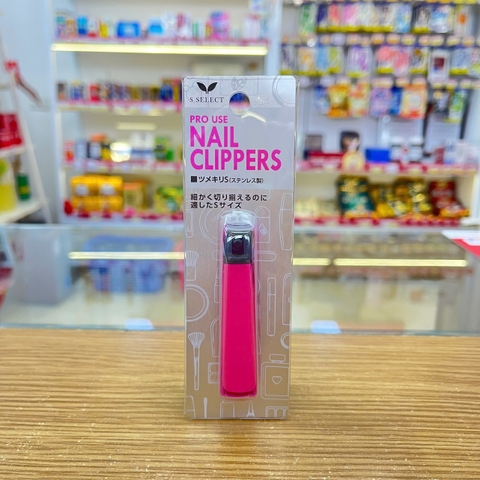 S SELECT
PRO USE
NAIL
CLIPPERS
■ツメキリS(ステンレス製)
細かく切り揃えるのに
適したSサイズ